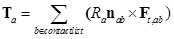 T_a = ∑_{b∈contactlist} (R_a n_ab × F_t,ab)